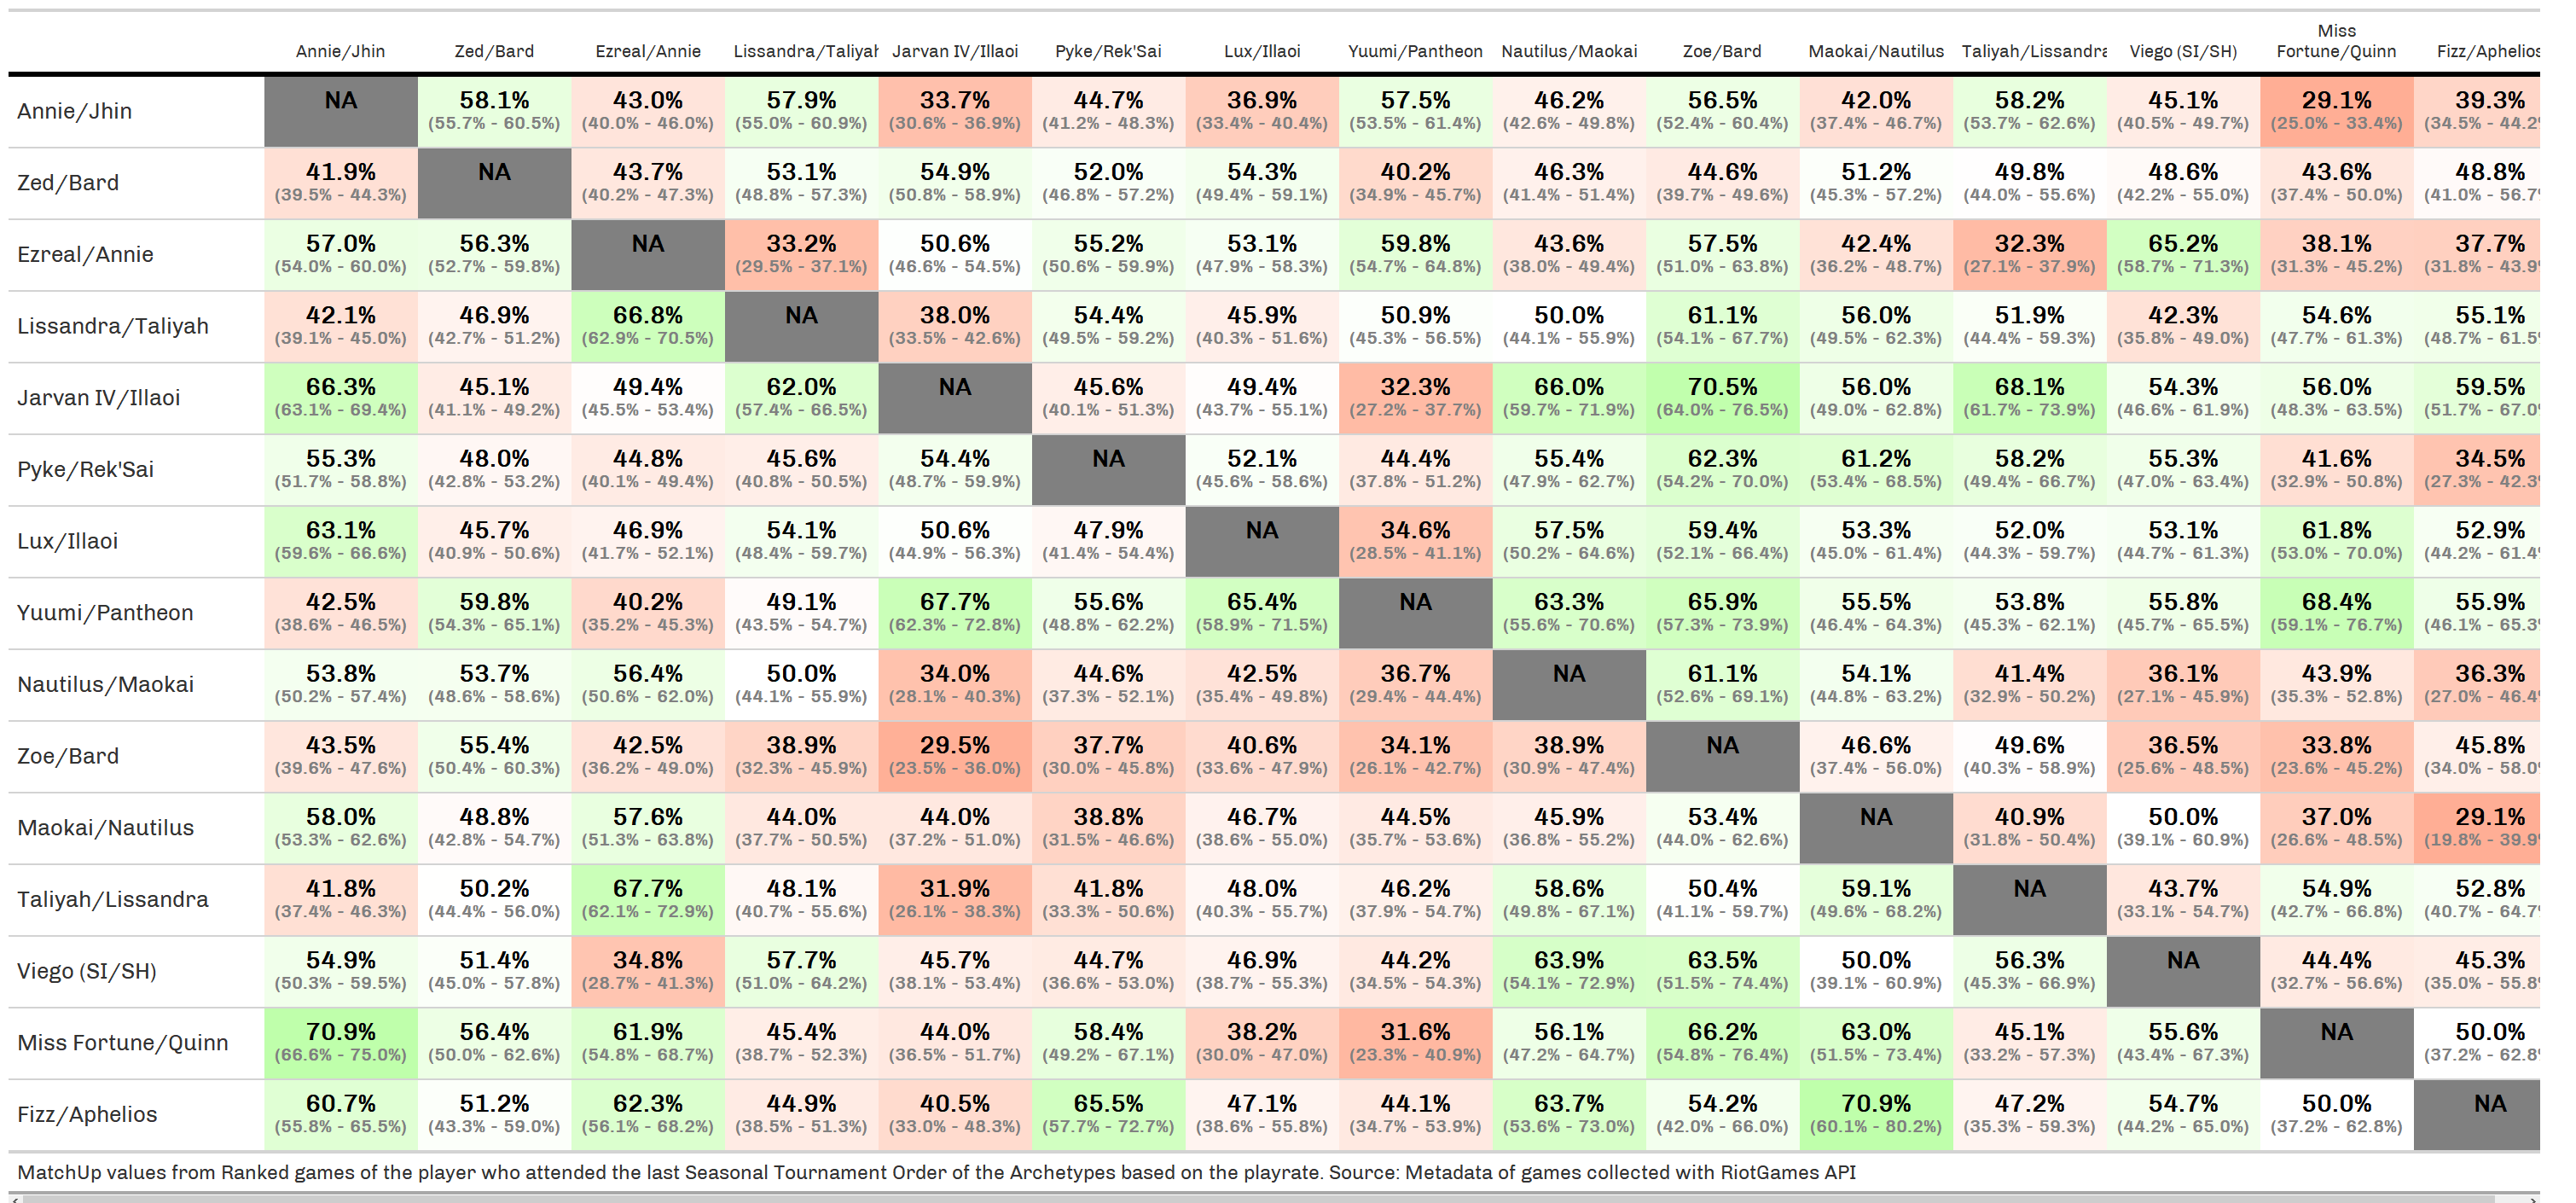 Miss
Annie/Jhin Zed/Bard Ezreal/Annie Lissandra/Taliyah Jarvan IV/Illaoi Pyke/Rek'Sai Lux/Illaoi Yuumi/Pantheon Nautilus/Maokai Zoe/Bard Maokai/Nautilus Taliyah/Lissandra Viego (SI/SH) Fortune/Quinn Fizz/Aphelios
Annie/Jhin NA 58.1% 43.0% 57.9% 33.7% 44.7% 36.9% 57.5% 46.2% 56.5% 42.0% 58.2% 45.1% 29.1% 39.3%
(55.7% - 60.5%) (40.0% - 46.0%) (55.0% - 60.9%) (30.6% - 36.9%) (41.2% - 48.3%) (33.4% - 40.4%) (53.5% - 61.4%) (42.6% - 49.8%) (52.4% - 60.4%) (37.4% - 46.7%) (53.7% - 62.6%) (40.5% - 49.7%) (25.0% - 33.4%) (34.5% - 44.2%
Zed/Bard 41.9% NA 43.7% 53.1% 54.9% 52.0% 54.3% 40.2% 46.3% 44.6% 51.2% 49.8% 48.6% 43.6% 48.8%
(39.5% - 44.3%) (40.2% - 47.3%) (48.8% - 57.3%) (50.8% - 58.9%) (46.8% - 57.2%) (49.4% - 59.1%) (34.9% - 45.7%) (41.4% - 51.4%) (39.7% - 49.6%) (45.3% - 57.2%) (44.0% - 55.6%) (42.2% - 55.0%) (37.4% - 50.0%) (41.0% - 56.7%
Ezreal/Annie 57.0% 56.3% NA 33.2% 50.6% 55.2% 53.1% 59.8% 43.6% 57.5% 42.4% 32.3% 65.2% 38.1% 37.7%
(54.0% - 60.0%) (52.7% - 59.8%) (29.5% - 37.1%) (46.6% - 54.5%) (50.6% - 59.9%) (47.9% - 58.3%) (54.7% - 64.8%) (38.0% - 49.4%) (51.0% - 63.8%) (36.2% - 48.7%) (27.1% - 37.9%) (58.7% - 71.3%) (31.3% - 45.2%) (31.8% - 43.9%
Lissandra/Taliyah 42.1% 46.9% 66.8% NA 38.0% 54.4% 45.9% 50.9% 50.0% 61.1% 56.0% 51.9% 42.3% 54.6% 55.1%
(39.1% - 45.0%) (42.7% - 51.2%) (62.9% - 70.5%) (33.5% - 42.6%) (49.5% - 59.2%) (40.3% - 51.6%) (45.3% - 56.5%) (44.1% - 55.9%) (54.1% - 67.7%) (49.5% - 62.3%) (44.4% - 59.3%) (35.8% - 49.0%) (47.7% - 61.3%) (48.7% - 61.5%
Jarvan IV/Illaoi 66.3% 45.1% 49.4% 62.0% NA 45.6% 49.4% 32.3% 66.0% 70.5% 56.0% 68.1% 54.3% 56.0% 59.5%
(63.1% - 69.4%) (41.1% - 49.2%) (45.5% - 53.4%) (57.4% - 66.5%) (40.1% - 51.3%) (43.7% - 55.1%) (27.2% - 37.7%) (59.7% - 71.9%) (64.0% - 76.5%) (49.0% - 62.8%) (61.7% - 73.9%) (46.6% - 61.9%) (48.3% - 63.5%) (51.7% - 67.0%
Pyke/Rek'Sai 55.3% 48.0% 44.8% 45.6% 54.4% NA 52.1% 44.4% 55.4% 62.3% 61.2% 58.2% 55.3% 41.6% 34.5%
(51.7% - 58.8%) (42.8% - 53.2%) (40.1% - 49.4%) (40.8% - 50.5%) (48.7% - 59.9%) (45.6% - 58.6%) (37.8% - 51.2%) (47.9% - 62.7%) (54.2% - 70.0%) (53.4% - 68.5%) (49.4% - 66.7%) (47.0% - 63.4%) (32.9% - 50.8%) (27.3% - 42.3%
Lux/Illaoi 63.1% 45.7% 46.9% 54.1% 50.6% 47.9% NA 34.6% 57.5% 59.4% 53.3% 52.0% 53.1% 61.8% 52.9%
(59.6% - 66.6%) (40.9% - 50.6%) (41.7% - 52.1%) (48.4% - 59.7%) (44.9% - 56.3%) (41.4% - 54.4%) (28.5% - 41.1%) (50.2% - 64.6%) (52.1% - 66.4%) (45.0% - 61.4%) (44.3% - 59.7%) (44.7% - 61.3%) (53.0% - 70.0%) (44.2% - 61.4%
Yuumi/Pantheon 42.5% 59.8% 40.2% 49.1% 67.7% 55.6% 65.4% NA 63.3% 65.9% 55.5% 53.8% 55.8% 68.4% 55.9%
(38.6% - 46.5%) (54.3% - 65.1%) (35.2% - 45.3%) (43.5% - 54.7%) (62.3% - 72.8%) (48.8% - 62.2%) (58.9% - 71.5%) (55.6% - 70.6%) (57.3% - 73.9%) (46.4% - 64.3%) (45.3% - 62.1%) (45.7% - 65.5%) (59.1% - 76.7%) (46.1% - 65.3%
Nautilus/Maokai 53.8% 53.7% 56.4% 50.0% 34.0% 44.6% 42.5% 36.7% NA 61.1% 54.1% 41.4% 36.1% 43.9% 36.3%
(50.2% - 57.4%) (48.6% - 58.6%) (50.6% - 62.0%) (44.1% - 55.9%) (28.1% - 40.3%) (37.3% - 52.1%) (35.4% - 49.8%) (29.4% - 44.4%) (52.6% - 69.1%) (44.8% - 63.2%) (32.9% - 50.2%) (27.1% - 45.9%) (35.3% - 52.8%) (27.0% - 46.4%
Zoe/Bard 43.5% 55.4% 42.5% 38.9% 29.5% 37.7% 40.6% 34.1% 38.9% NA 46.6% 49.6% 36.5% 33.8% 45.8%
(39.6% - 47.6%) (50.4% - 60.3%) (36.2% - 49.0%) (32.3% - 45.9%) (23.5% - 36.0%) (30.0% - 45.8%) (33.6% - 47.9%) (26.1% - 42.7%) (30.9% - 47.4%) (37.4% - 56.0%) (40.3% - 58.9%) (25.6% - 48.5%) (23.6% - 45.2%) (34.0% - 58.0%
Maokai/Nautilus 58.0% 48.8% 57.6% 44.0% 44.0% 38.8% 46.7% 44.5% 45.9% 53.4% NA 40.9% 50.0% 37.0% 29.1%
(53.3% - 62.6%) (42.8% - 54.7%) (51.3% - 63.8%) (37.7% - 50.5%) (37.2% - 51.0%) (31.5% - 46.6%) (38.6% - 55.0%) (35.7% - 53.6%) (36.8% - 55.2%) (44.0% - 62.6%) (31.8% - 50.4%) (39.1% - 60.9%) (26.6% - 48.5%) (19.8% - 39.9%
Taliyah/Lissandra 41.8% 50.2% 67.7% 48.1% 31.9% 41.8% 48.0% 46.2% 58.6% 50.4% 59.1% NA 43.7% 54.9% 52.8%
(37.4% - 46.3%) (44.4% - 56.0%) (62.1% - 72.9%) (40.7% - 55.6%) (26.1% - 38.3%) (33.3% - 50.6%) (40.3% - 55.7%) (37.9% - 54.7%) (49.8% - 67.1%) (41.1% - 59.7%) (49.6% - 68.2%) (33.1% - 54.7%) (42.7% - 66.8%) (40.7% - 64.7%
Viego (SI/SH) 54.9% 51.4% 34.8% 57.7% 45.7% 44.7% 46.9% 44.2% 63.9% 63.5% 50.0% 56.3% NA 44.4% 45.3%
(50.3% - 59.5%) (45.0% - 57.8%) (28.7% - 41.3%) (51.0% - 64.2%) (38.1% - 53.4%) (36.6% - 53.0%) (38.7% - 55.3%) (34.5% - 54.3%) (54.1% - 72.9%) (51.5% - 74.4%) (39.1% - 60.9%) (45.3% - 66.9%) (32.7% - 56.6%) (35.0% - 55.8%
Miss Fortune/Quinn 70.9% 56.4% 61.9% 45.4% 44.0% 58.4% 38.2% 31.6% 56.1% 66.2% 63.0% 45.1% 55.6% NA 50.0%
(66.6% - 75.0%) (50.0% - 62.6%) (54.8% - 68.7%) (38.7% - 52.3%) (36.5% - 51.7%) (49.2% - 67.1%) (30.0% - 47.0%) (23.3% - 40.9%) (47.2% - 64.7%) (54.8% - 76.4%) (51.5% - 73.4%) (33.2% - 57.3%) (43.4% - 67.3%) (37.2% - 62.8%
Fizz/Aphelios 60.7% 51.2% 62.3% 44.9% 40.5% 65.5% 47.1% 44.1% 63.7% 54.2% 70.9% 47.2% 54.7% 50.0% NA
(55.8% - 65.5%) (43.3% - 59.0%) (56.1% - 68.2%) (38.5% - 51.3%) (33.0% - 48.3%) (57.7% - 72.7%) (38.6% - 55.8%) (34.7% - 53.9%) (53.6% - 73.0%) (42.0% - 66.0%) (60.1% - 80.2%) (35.3% - 59.3%) (44.2% - 65.0%) (37.2% - 62.8%)
MatchUp values from Ranked games of the player who attended the last Seasonal Tournament Order of the Archetypes based on the playrate. Source: Metadata of games collected with RiotGames API